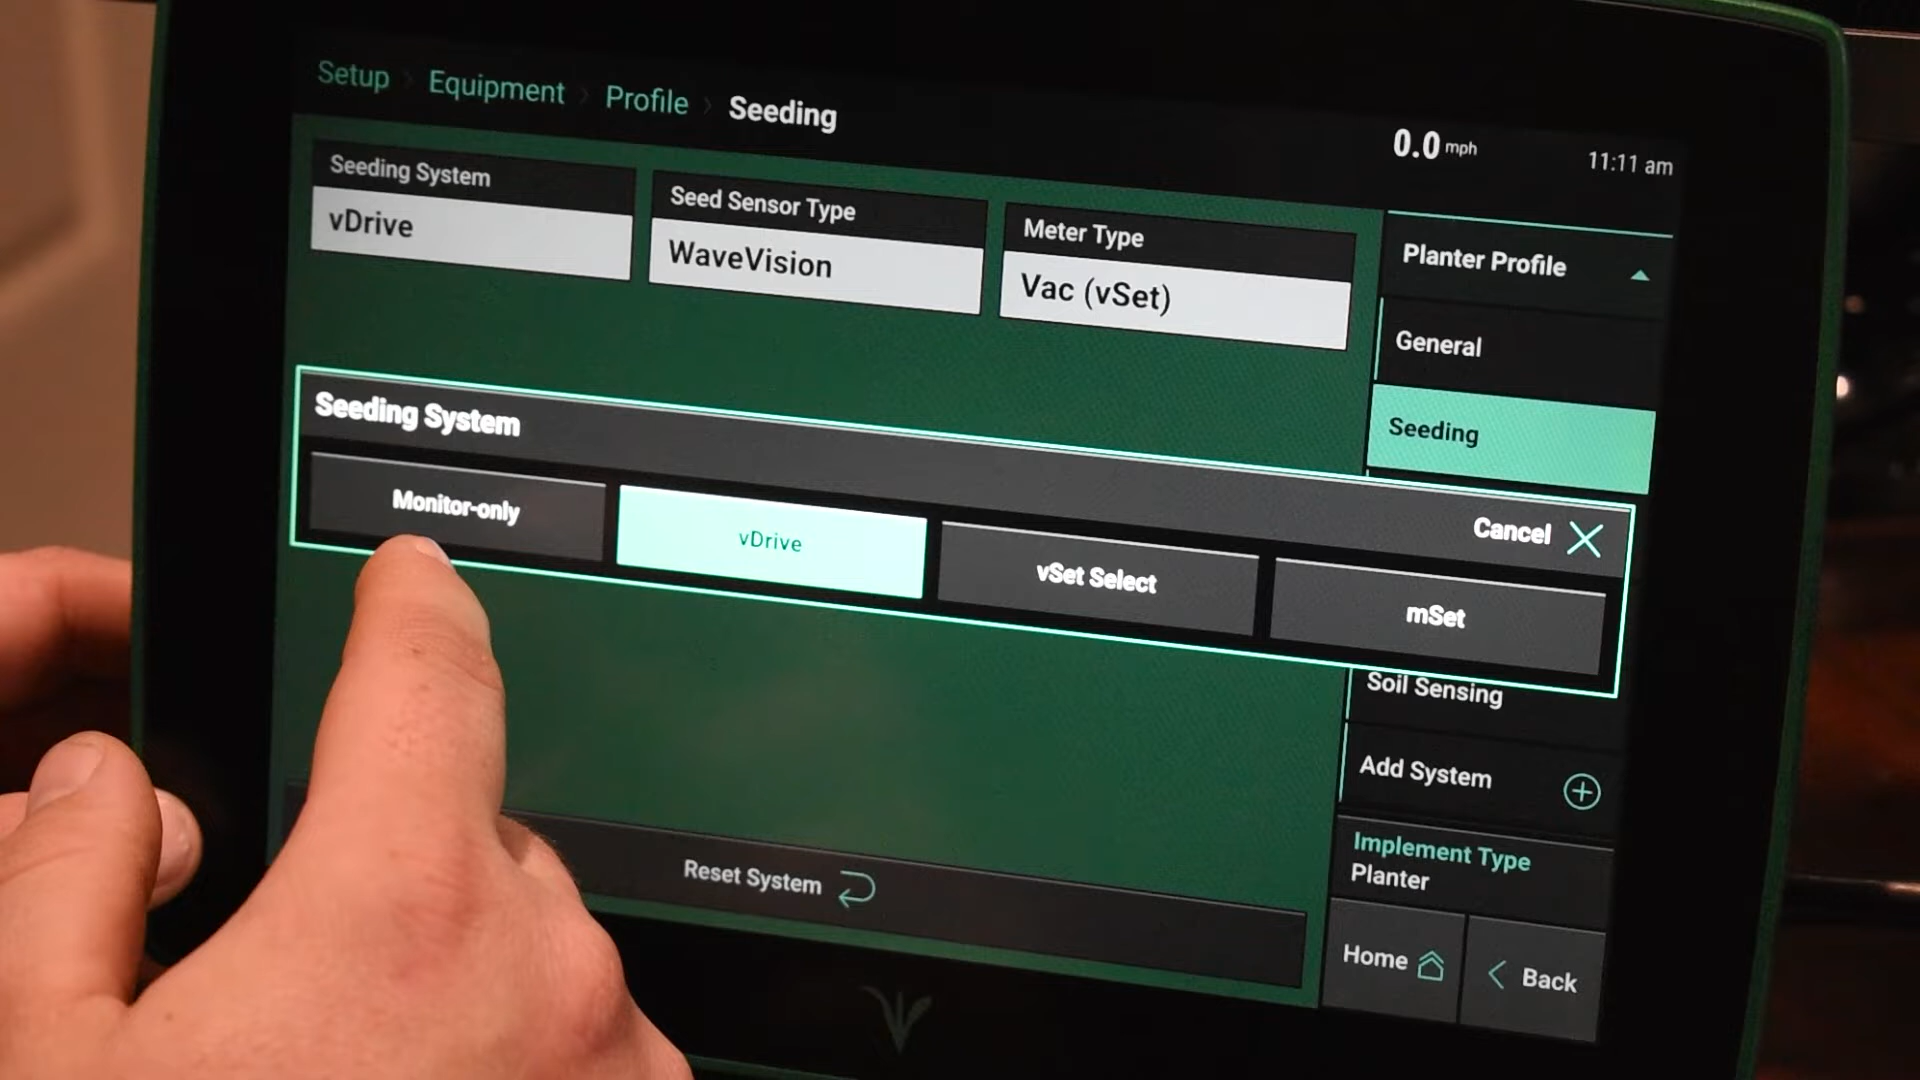 Setup › Equipment › Profile › Seeding
0.0 mph
11:11 am
Seeding System
vDrive
Seed Sensor Type
WaveVision
Meter Type
Vac (vSet)
Planter Profile
General
Seeding
Seeding System
Cancel
Monitor-only
vDrive
vSet Select
mSet
Soil Sensing
Add System
Implement Type
Planter
Reset System
Home
Back